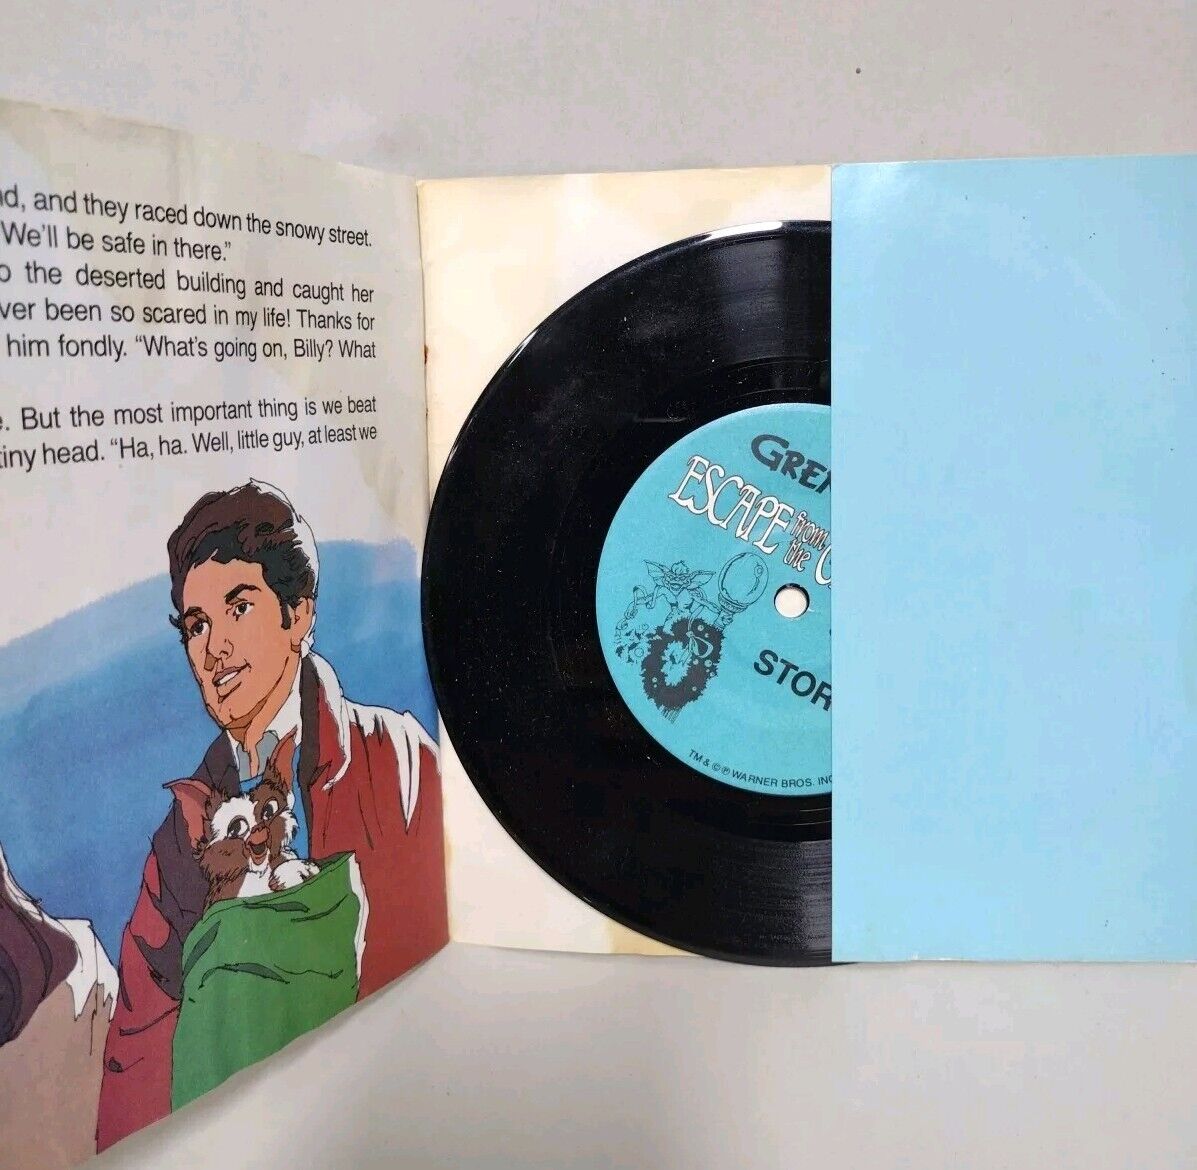 and they raced down the snowy street.
We'll be safe in there."
the deserted building and caught her
been so scared in my life! Thanks for
him fondly. "What's going on, Billy? What
But the most important thing is we beat
tiny head. "Ha, ha. Well, little guy, at least we
GREM
ESCAPE
from
the
STOR
TM & © ℗ WARNER BROS. INC